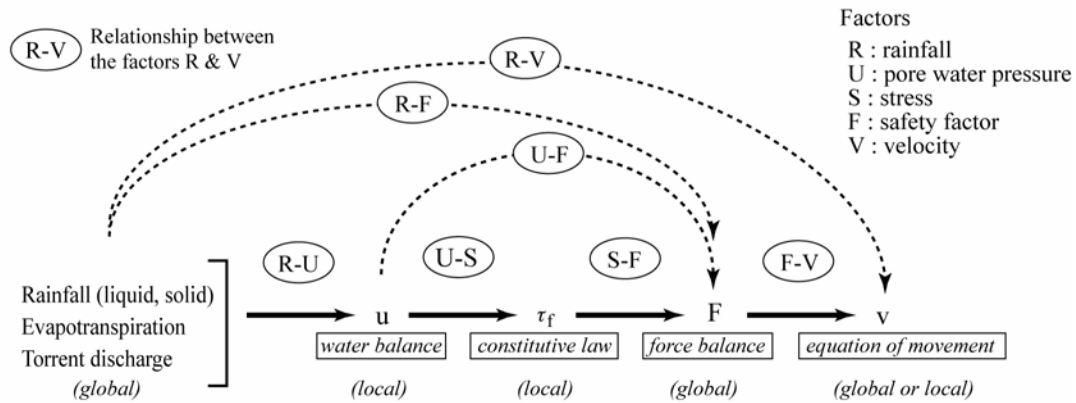 R-V
Relationship between
the factors R & V
Factors
R : rainfall
U : pore water pressure
S : stress
F : safety factor
V : velocity
R-V
R-F
U-F
R-U
U-S
S-F
F-V
Rainfall (liquid, solid)
Evapotranspiration
Torrent discharge
(global)
u
τf
F
v
water balance
constitutive law
force balance
equation of movement
(local)
(local)
(global)
(global or local)